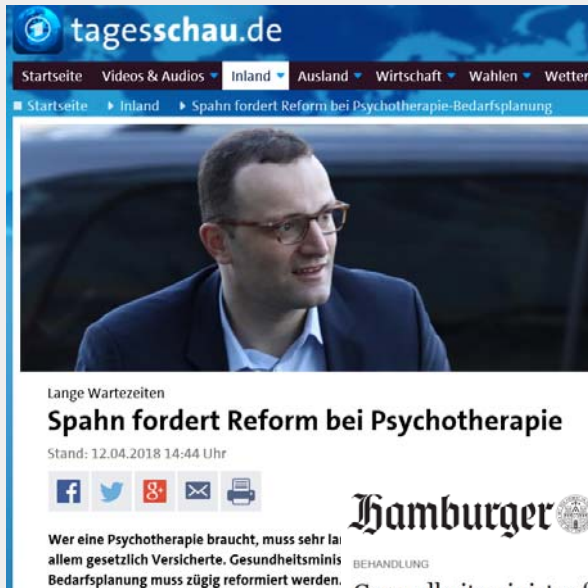 tagesschau.de
Startseite Videos & Audios Inland Ausland Wirtschaft Wahlen Wetter
Startseite Inland Spahn fordert Reform bei Psychotherapie-Bedarfsplanung
Lange Wartezeiten
Spahn fordert Reform bei Psychotherapie
Stand: 12.04.2018 14:44 Uhr
Hamburger
Wer eine Psychotherapie braucht, muss sehr
allem gesetzlich Versicherte.
BEHANDLUNG
Bedarfsplanung muss zügig reformiert werden.